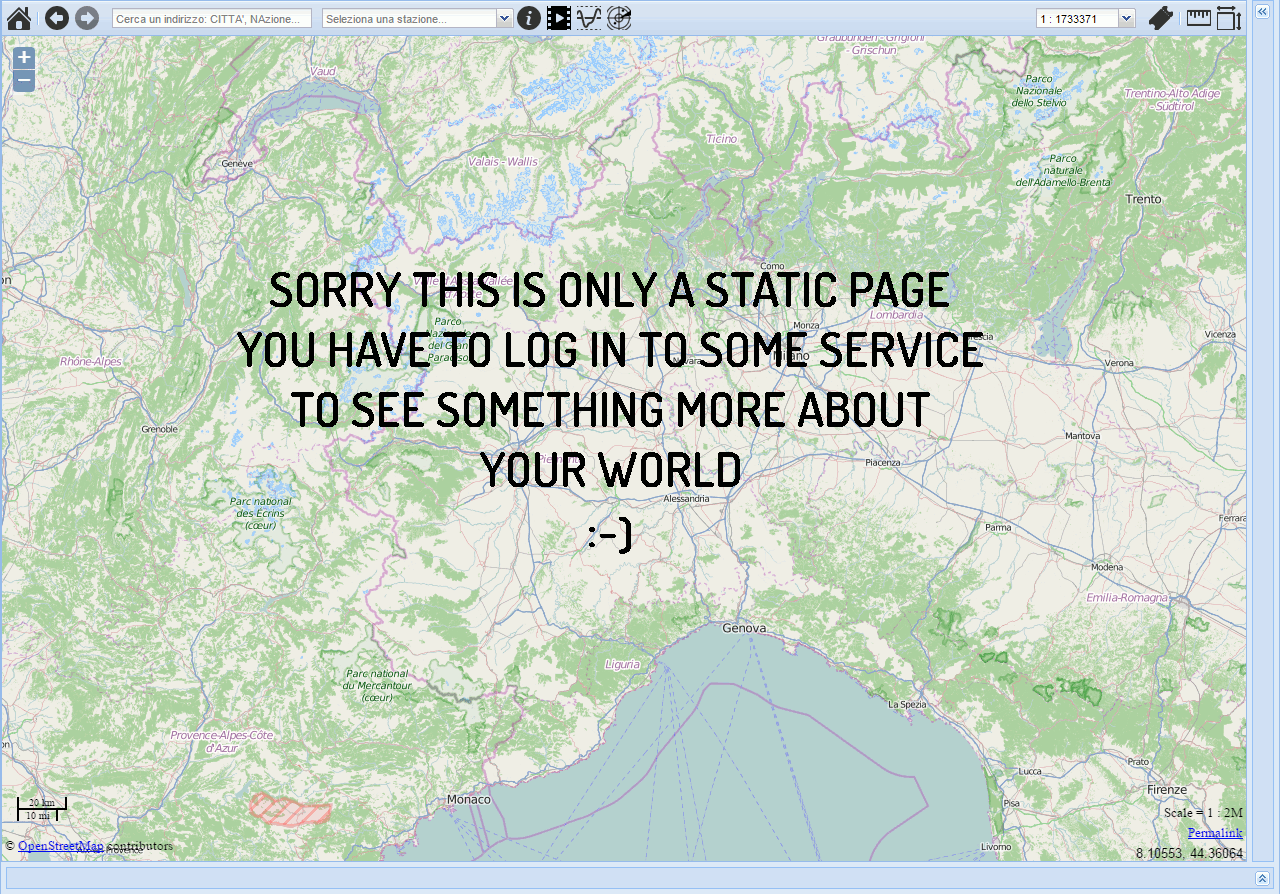 Cerca un indirizzo: CITTA', NAzione...
Seleziona una stazione...
1 : 1733371
+
−
Graubünden - Grigioni
- Grischun
Vaud
Parco
Nazionale
dello Stelvio
Trentino-Alto Adige
- Südtirol
Ticino
Genève
Valais - Wallis
Parco
naturale
dell'Adamello-Brenta
Trento
Como
SORRY THIS IS ONLY A STATIC PAGE
Lombardia
Monza
YOU HAVE TO LOG IN TO SOME SERVICE
Milano
Vicenza
Rhône-Alpes
Verona
TO SEE SOMETHING MORE ABOUT
Grenoble
Mantova
YOUR WORLD
Piacenza
Parc national
des Écrins
(cœur)
Alessandria
Ferrara
Parma
:-)
Modena
Emilia-Romagna
Genova
Liguria
Parc national
du Mercantour
(cœur)
La Spezia
Provence-Alpes-Côte
d'Azur
Prato
Lucca
Firenze
Monaco
Pisa
20 km
10 mi
Scale = 1 : 2M
Permalink
© OpenStreetMap contributors
Livorno
8.10553, 44.36064